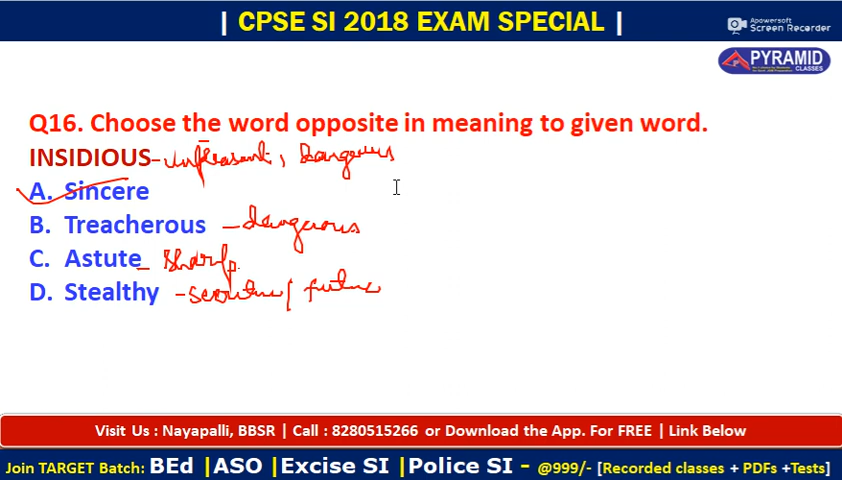 | CPSE SI 2018 EXAM SPECIAL |
Apowersoft
Screen Recorder
PYRAMID
CLASSES
Q16. Choose the word opposite in meaning to given word.
INSIDIOUS - unpleasant, Dangerous
A. Sincere
B. Treacherous - dangerous
C. Astute - sharp
D. Stealthy -
Visit Us : Nayapalli, BBSR | Call : 8280515266 or Download the App. For FREE | Link Below
Join TARGET Batch: BEd |ASO |Excise SI |Police SI - @999/- [Recorded classes + PDFs +Tests]